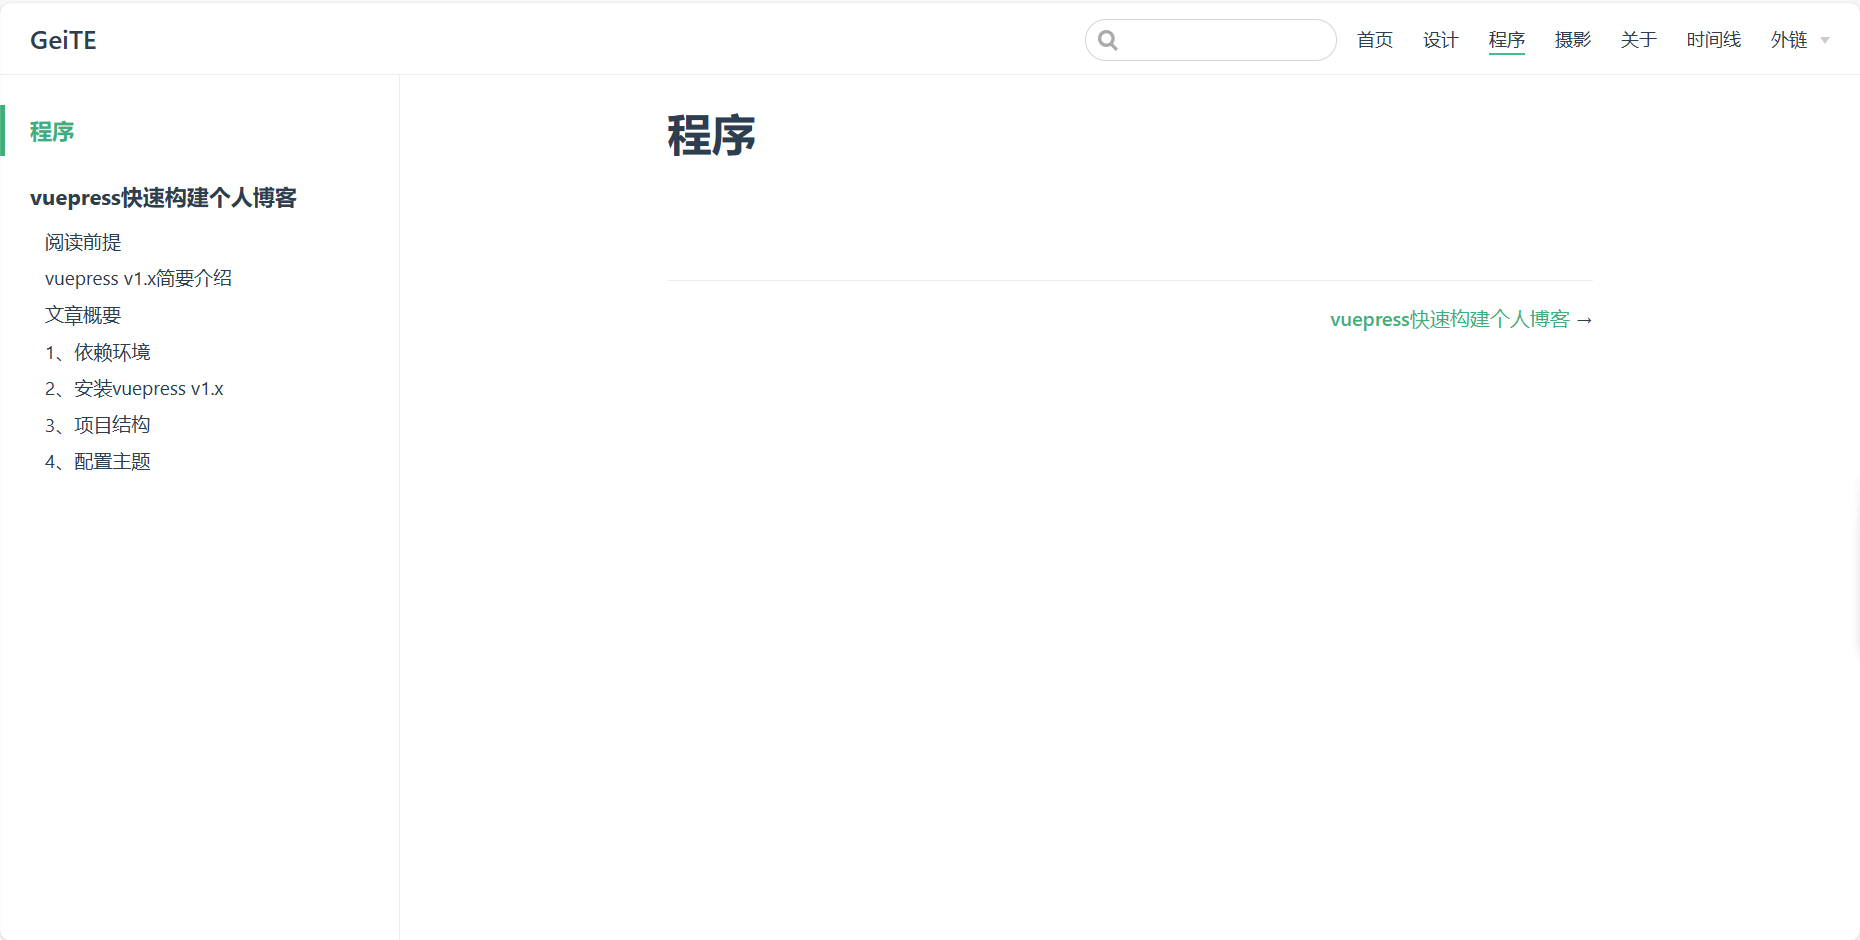 GeiTE
首页 设计 程序 摄影 关于 时间线 外链
程序
vuepress快速构建个人博客
阅读前提
vuepress v1.x简要介绍
文章概要
1、依赖环境
2、安装vuepress v1.x
3、项目结构
4、配置主题
程序
vuepress快速构建个人博客 →